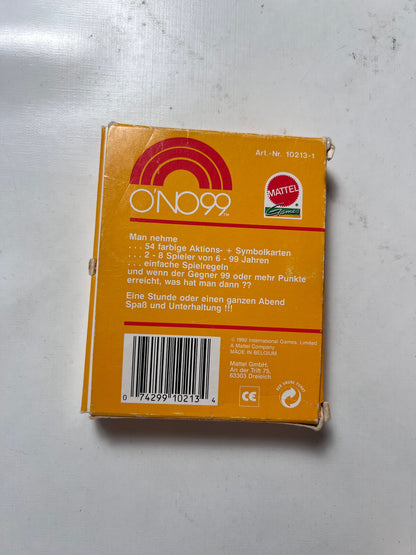 Art.-Nr. 10213-1
MATTEL
Game
O'NO99™
Man nehme
. . . 54 farbige Aktions- + Symbolkarten
. . . 2 - 8 Spieler von 6 - 99 Jahren
. . . einfache Spielregeln
und wenn der Gegner 99 oder mehr Punkte
erreicht, was hat man dann ??
Eine Stunde oder einen ganzen Abend
Spaß und Unterhaltung !!!
© 1992 International Games. Limited
A Mattel Company
MADE IN BELGIUM
Mattel GmbH,
An der Trift 75,
63303 Dreieich
0 74299 10213 4
CE
DER GRÜNE PUNKT